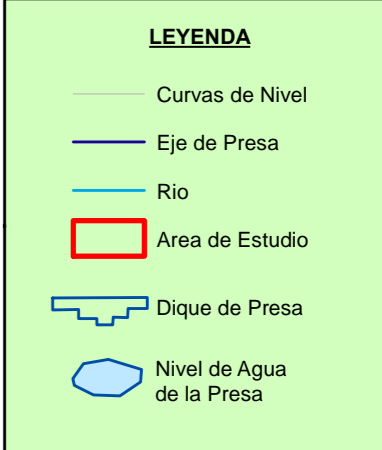 LEYENDA
Curvas de Nivel
Eje de Presa
Rio
Area de Estudio
Dique de Presa
Nivel de Agua
de la Presa